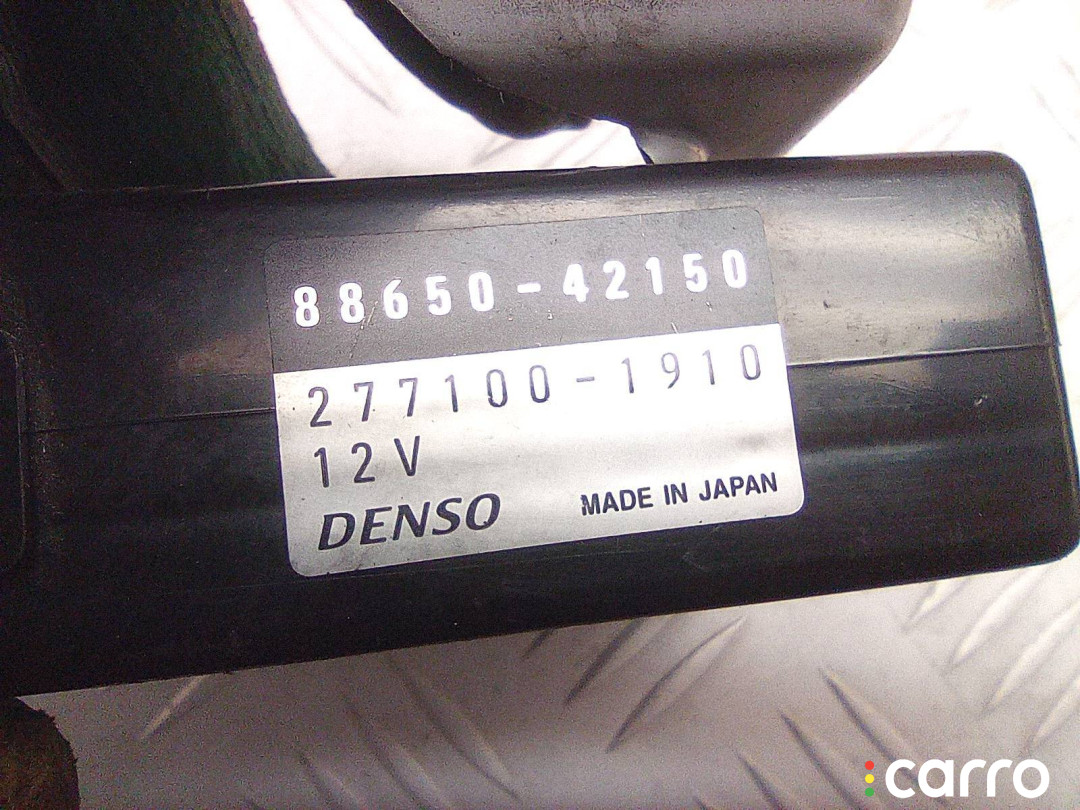 88650-42150
277100-1910
12V
DENSO MADE IN JAPAN
carro